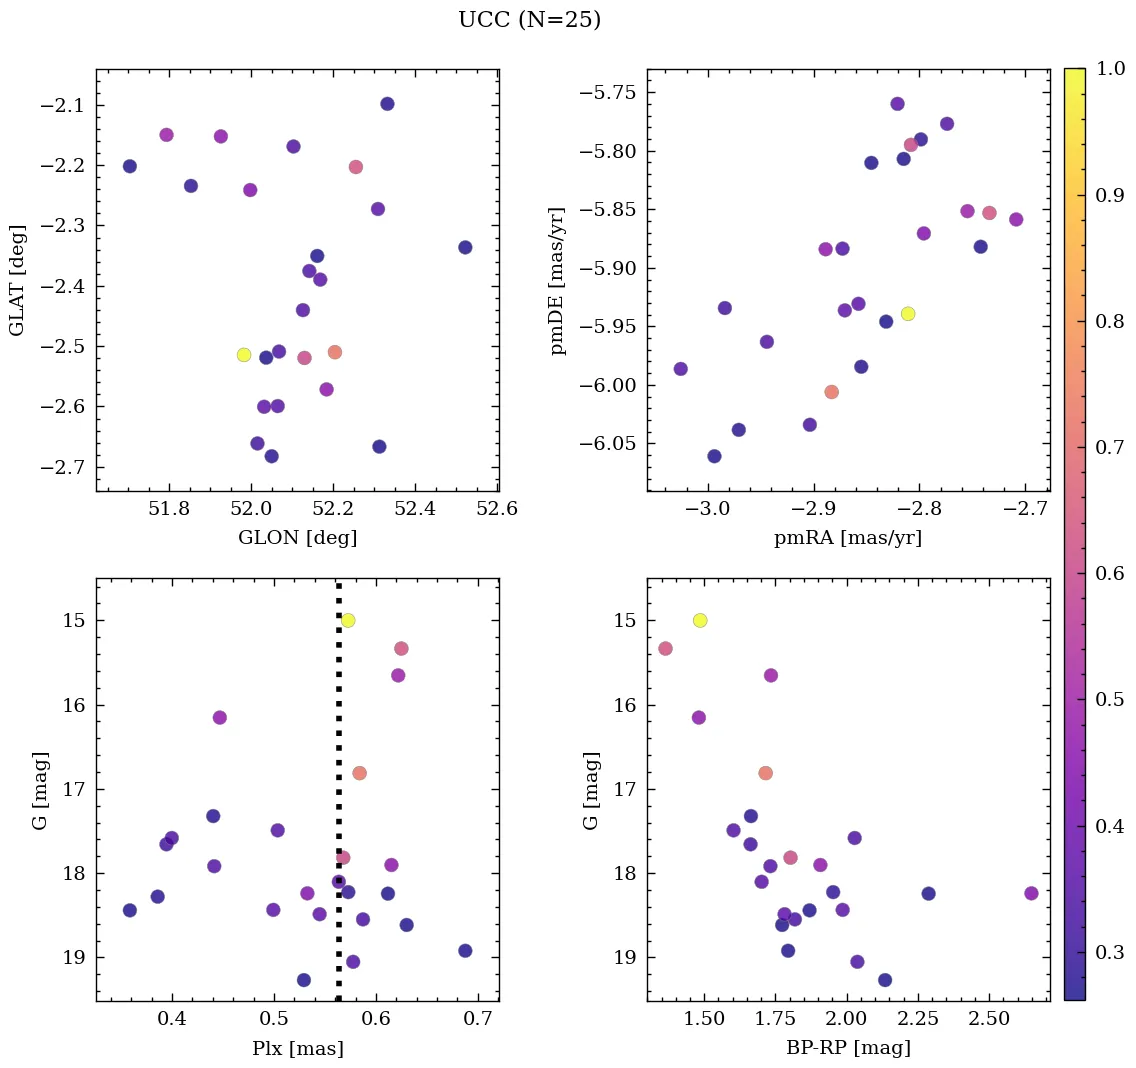 UCC (N=25)
−2.1
−2.2
−2.3
−2.4
−2.5
−2.6
−2.7
GLAT [deg]
51.8 52.0 52.2 52.4 52.6
GLON [deg]
−5.75
−5.80
−5.85
−5.90
−5.95
−6.00
−6.05
pmDE [mas/yr]
−3.0 −2.9 −2.8 −2.7
pmRA [mas/yr]
15
16
17
18
19
G [mag]
0.4 0.5 0.6 0.7
Plx [mas]
15
16
17
18
19
G [mag]
1.50 1.75 2.00 2.25 2.50
BP-RP [mag]
1.0
0.9
0.8
0.7
0.6
0.5
0.4
0.3